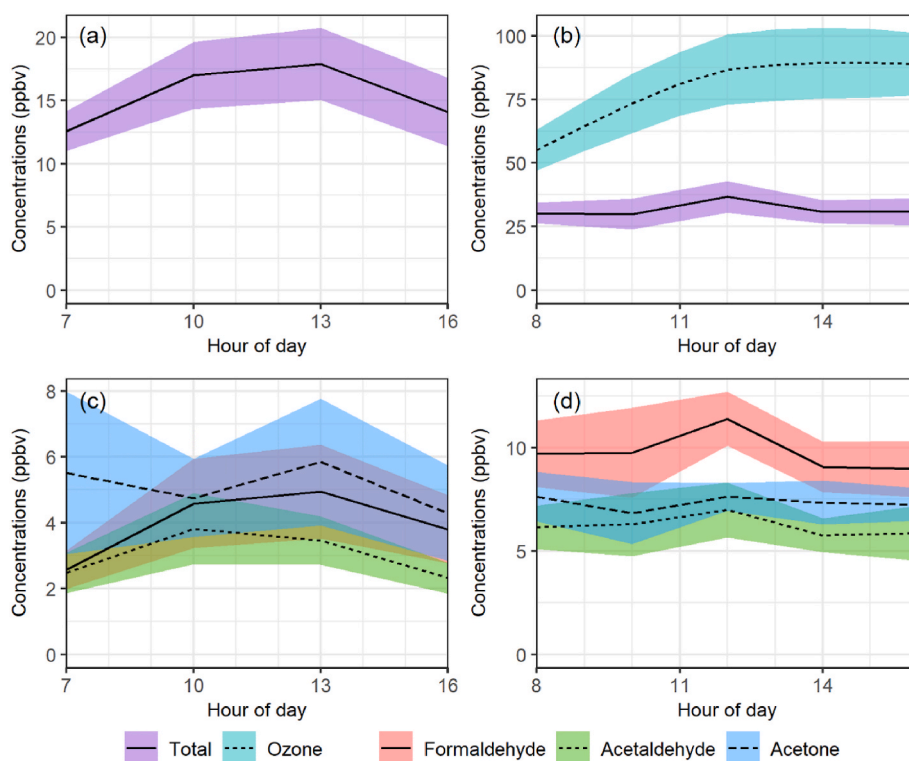 (a)
Concentrations (ppbv)
20
15
10
5
0
7
10
13
16
Hour of day
(b)
Concentrations (ppbv)
100
75
50
25
0
8
11
14
Hour of day
(c)
Concentrations (ppbv)
8
6
4
2
0
7
10
13
16
Hour of day
(d)
Concentrations (ppbv)
10
5
0
8
11
14
Hour of day
Total Ozone Formaldehyde Acetaldehyde Acetone